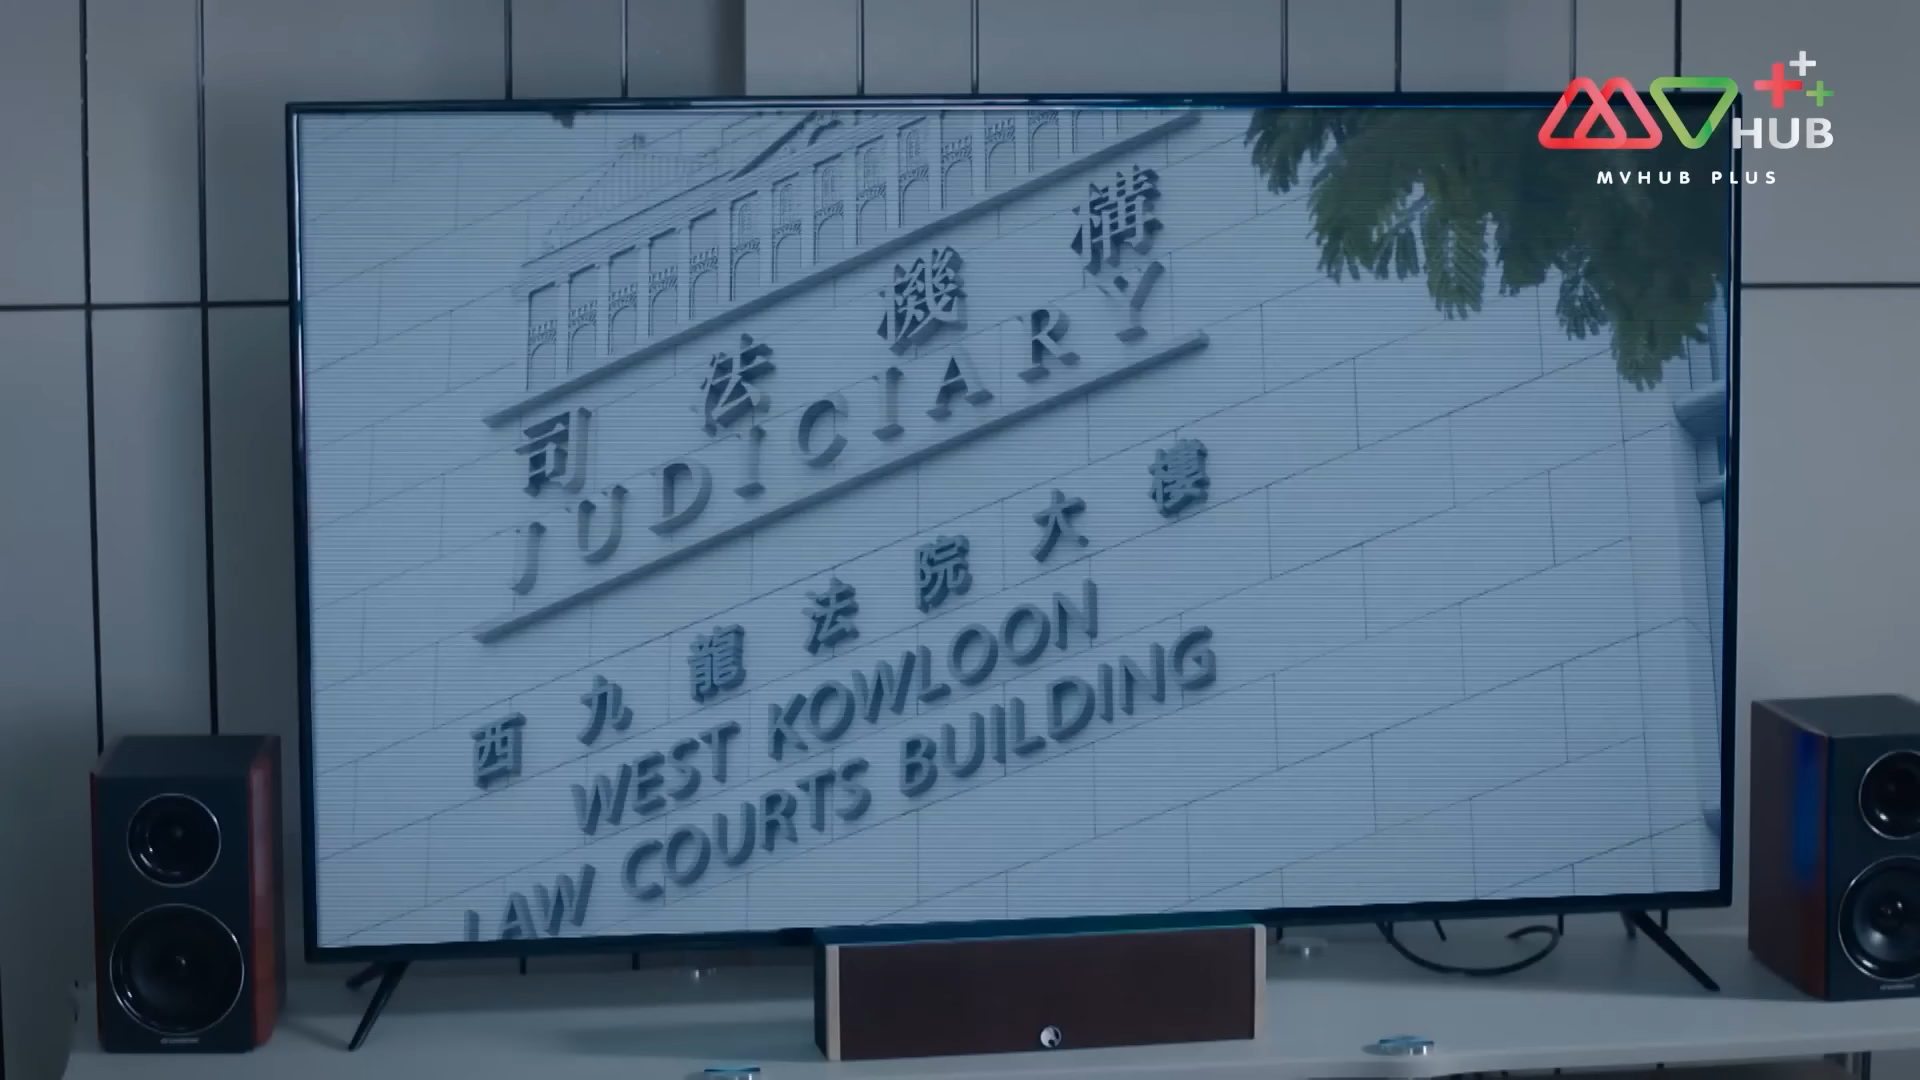 司法機構
JUDICIARY
西九龍法院大樓
WEST KOWLOON
LAW COURTS BUILDING
MV HUB
MVHUB PLUS